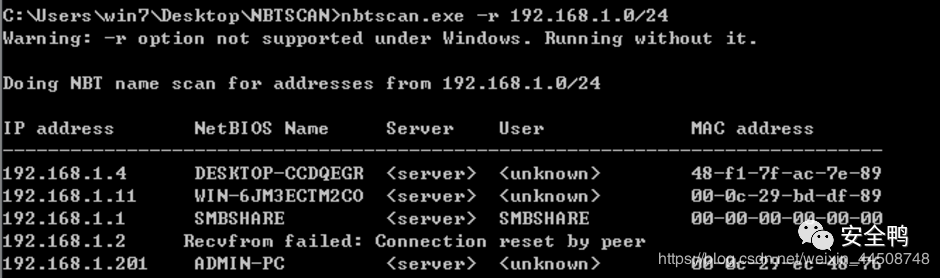 C:\Users\win7\Desktop\NBTSCAN>nbtscan.exe -r 192.168.1.0/24
Warning: -r option not supported under Windows. Running without it.
Doing NBT name scan for addresses from 192.168.1.0/24
IP address NetBIOS Name Server User MAC address
------------------------------------------------------------------------------
192.168.1.4 DESKTOP-CCDQEGR <server> <unknown> 48-f1-7f-ac-7e-89
192.168.1.11 WIN-6JM3ECTM2CO <server> <unknown> 00-0c-29-bd-df-89
192.168.1.1 SMBSHARE <server> SMBSHARE 00-00-00-00-00-00
192.168.1.2 Recvfrom failed: Connection reset by peer
安全鸭
192.168.1.201 ADMIN-PC <server> <unknown> 00-0c-29-ec-48-76
https://blog.csdn.net/weixin_44508748